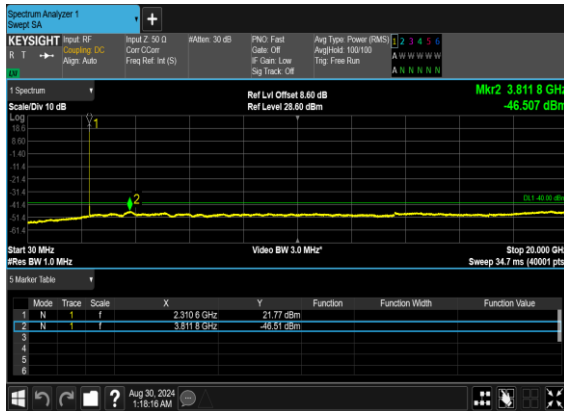 Spectrum Analyzer 1
Swept SA
+
KEYSIGHT Input: RF Input Z: 50 Ω #Atten: 30 dB PNO: Fast Avg Type: Power (RMS) 1 2 3 4 5 6
R T Coupling: DC Corr CCorr Gate: Off Avg|Hold: 100/100 A W W W W W
Align: Auto Freq Ref: Int (S) IF Gain: Low Trig: Free Run
LXI Sig Track: Off A N N N N N
1 Spectrum Ref Lvl Offset 8.60 dB Mkr2 3.811 8 GHz
Scale/Div 10 dB Ref Level 28.60 dBm -46.507 dBm
Log
18.6
8.60
-1.40
-11.4
-21.4
-31.4
-41.4
-51.4
-61.4
1
2
DL1 -40.00 dBm
Start 30 MHz Video BW 3.0 MHz* Stop 20.000 GHz
#Res BW 1.0 MHz Sweep 34.7 ms (40001 pts)
5 Marker Table
Mode Trace Scale X Y Function Function Width Function Value
1 N 1 f 2.310 6 GHz 21.77 dBm
2 N 1 f 3.811 8 GHz -46.51 dBm
3
4
5
6
? Aug 30, 2024
1:18:16 AM